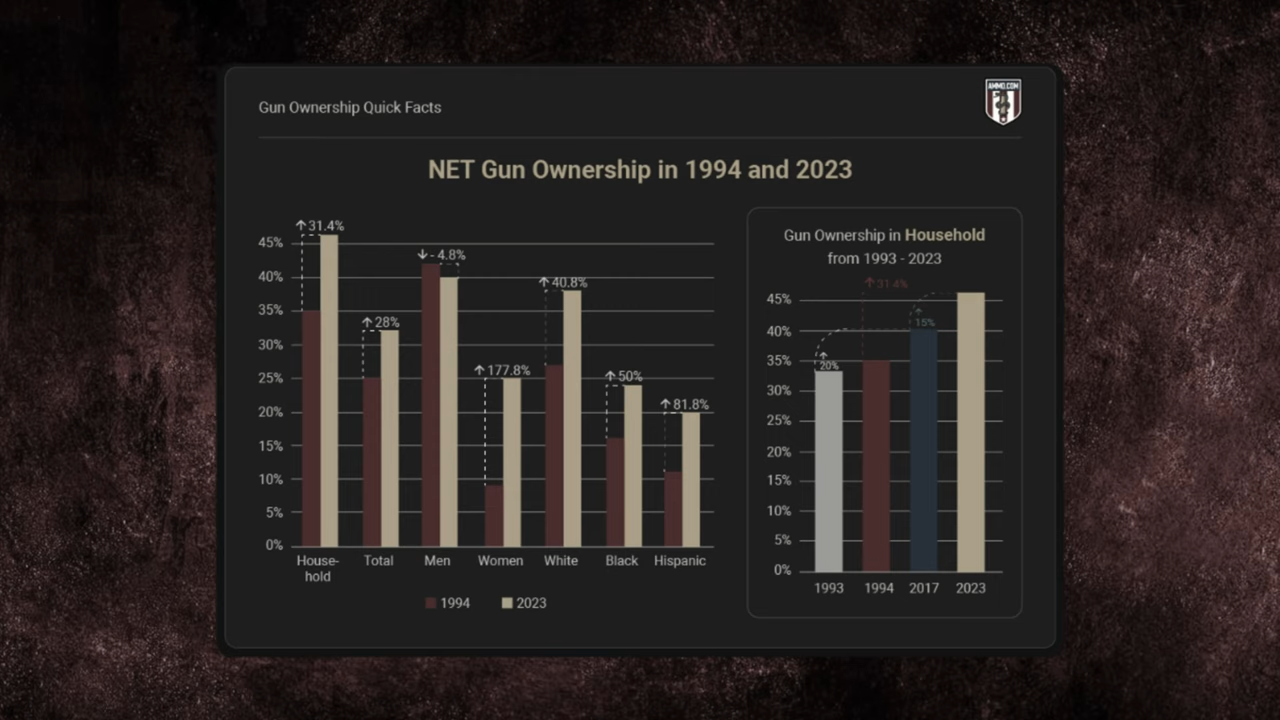 Gun Ownership Quick Facts
AMMO.COM
NET Gun Ownership in 1994 and 2023
↑31.4%
45%
40%
35%
30%
25%
20%
15%
10%
5%
0%
↑28%
↓- 4.8%
↑177.8%
↑40.8%
↑50%
↑81.8%
House-
hold
Total
Men
Women
White
Black
Hispanic
1994
2023
Gun Ownership in Household
from 1993 - 2023
↑31.4%
45%
40%
35%
30%
25%
20%
15%
10%
5%
0%
↑
20%
↑
15%
1993
1994
2017
2023